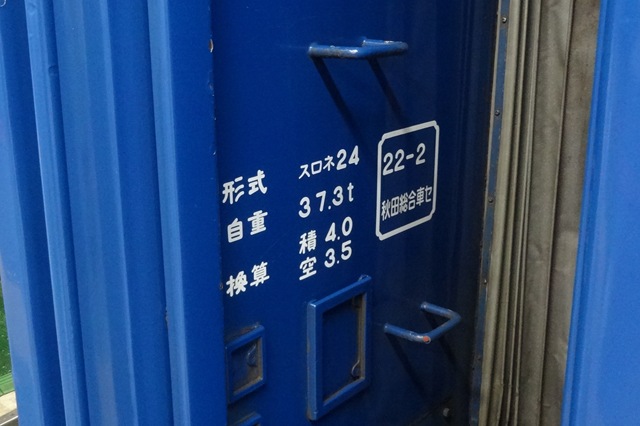 形式 スロネ24
自重 37.3t
換算 積 4.0
空 3.5
22-2
秋田総合車セ